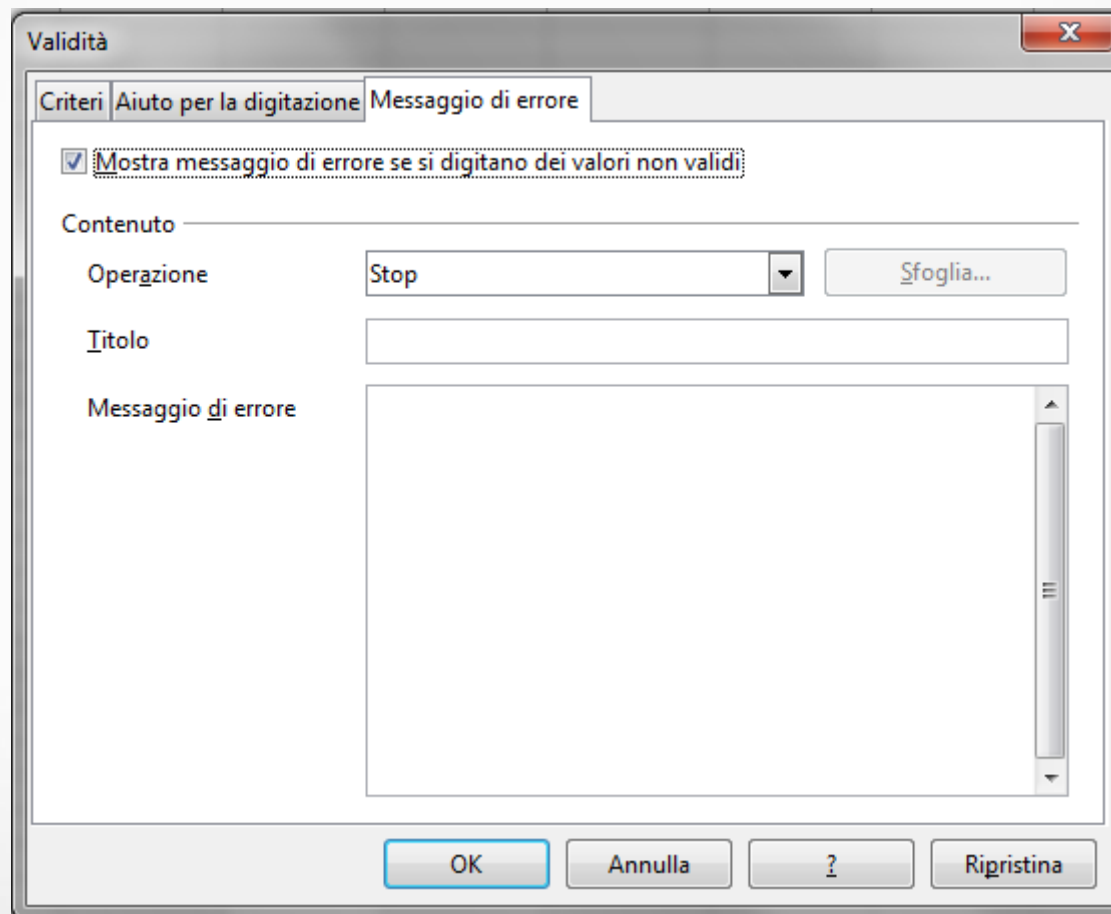 Validità
Criteri Aiuto per la digitazione Messaggio di errore
Mostra messaggio di errore se si digitano dei valori non validi
Contenuto
Operazione Stop Sfoglia...
Titolo
Messaggio di errore
OK Annulla ? Ripristina